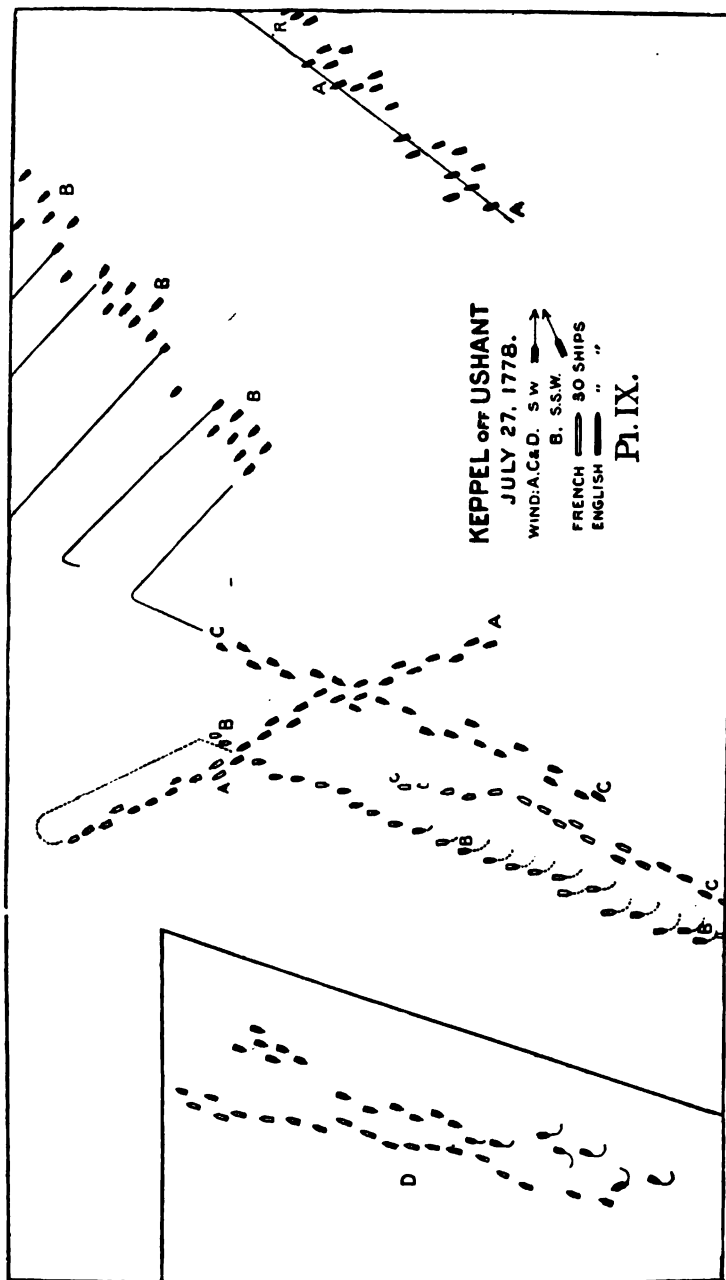 KEPPEL OFF USHANT
JULY 27, 1778.
WIND: A.C&D. S W
B. S.S.W.
FRENCH 30 SHIPS
ENGLISH " "
Pl. IX.
R
A
A
B
B
B
C
A
B
A
C
C
C
B
C
B
D